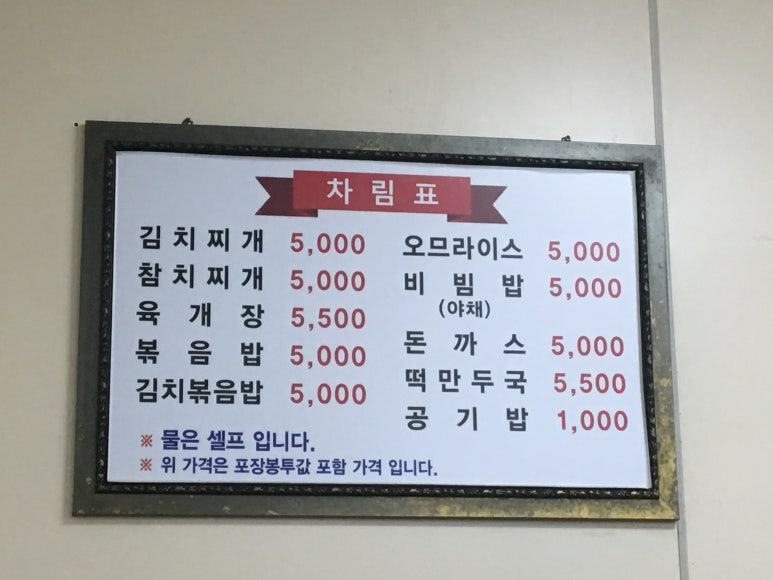 차림표
김치찌개 5,000
참치찌개 5,000
육개장 5,500
볶음밥 5,000
김치볶음밥 5,000
오므라이스 5,000
비빔밥 5,000
(야채)
돈까스 5,000
떡만두국 5,500
공기밥 1,000
※ 물은 셀프 입니다.
※ 위 가격은 포장봉투값 포함 가격 입니다.